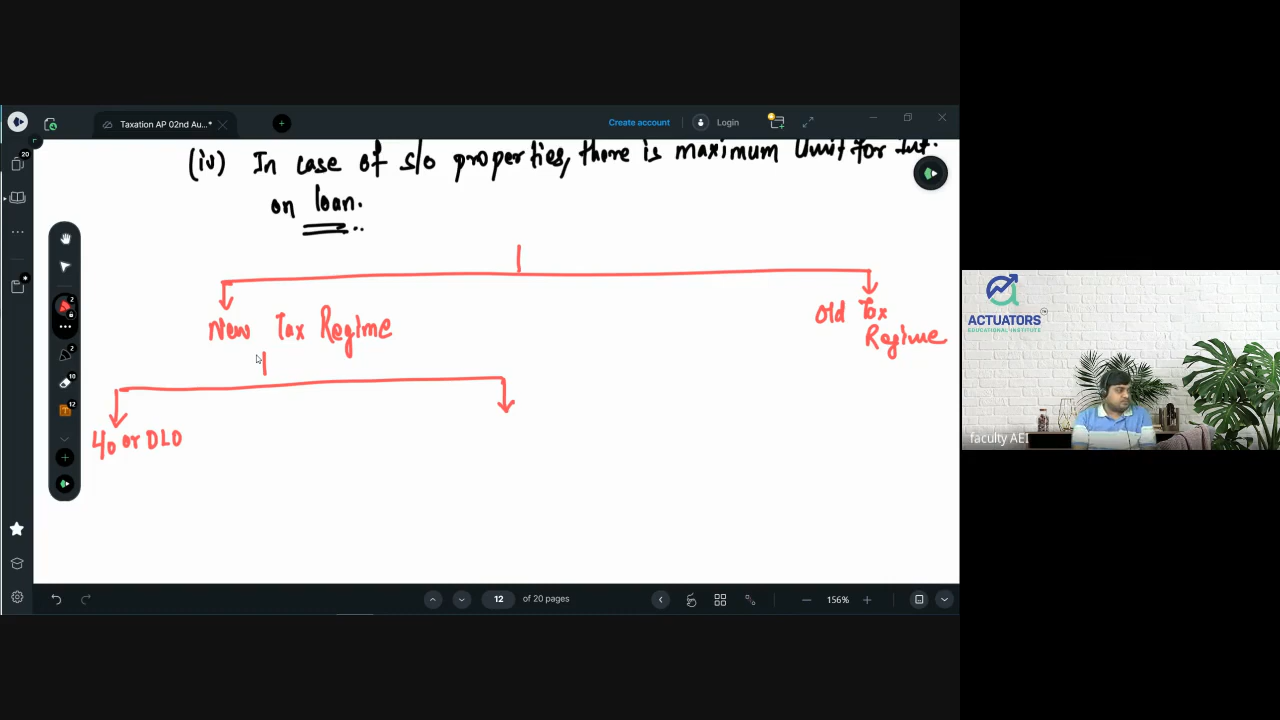 Taxation AP 02nd Au...*
Create account
Login
(iv) In case of s/o properties, there is maximum limit for Int.
on loan.
New Tax Regime
Old Tax
Regime
L/o or DLO
12 of 20 pages
156%
ACTUATORS
EDUCATIONAL INSTITUTE
faculty AEI